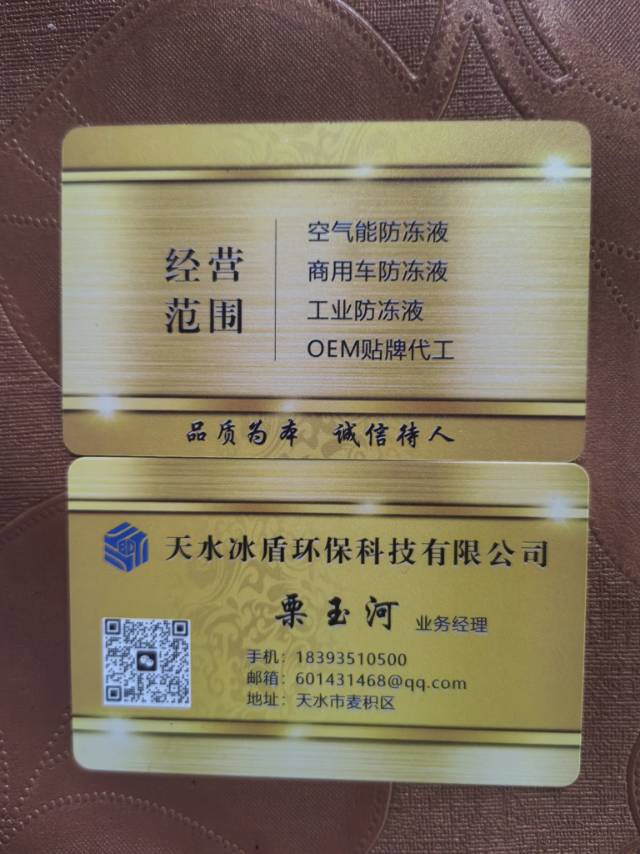 经营
范围
空气能防冻液
商用车防冻液
工业防冻液
OEM贴牌代工
品质为本 诚信待人
天水冰盾环保科技有限公司
栗玉河 业务经理
手机：18393510500
邮箱：601431468@qq.com
地址：天水市麦积区